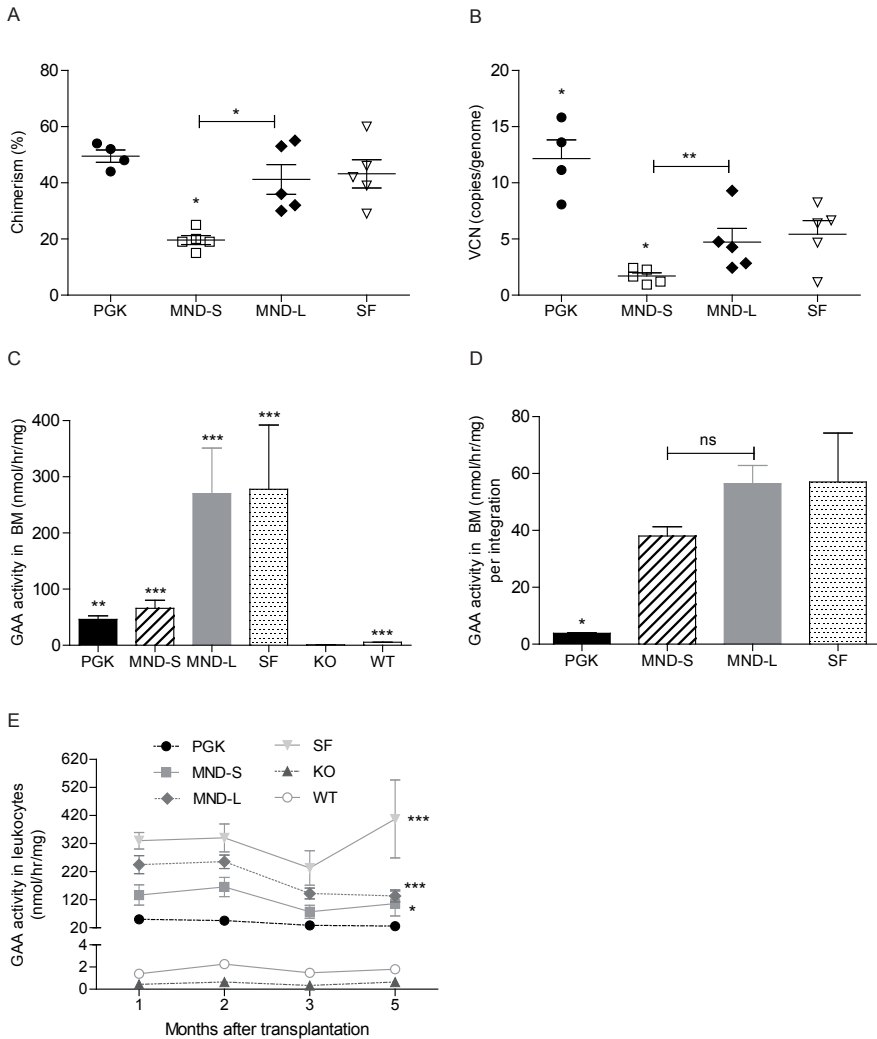 A
Chimerism (%)
80
60
40
20
0
*
*
PGK
MND-S
MND-L
SF
B
VCN (copies/genome)
20
15
10
5
0
*
*
**
PGK
MND-S
MND-L
SF
C
GAA activity in BM (nmol/hr/mg)
400
300
200
100
0
**
***
***
***
***
PGK
MND-S
MND-L
SF
KO
WT
D
GAA activity in BM (nmol/hr/mg)
per integration
80
60
40
20
0
*
ns
PGK
MND-S
MND-L
SF
E
GAA activity in leukocytes
(nmol/hr/mg)
PGK
MND-S
MND-L
SF
KO
WT
620
520
420
320
220
120
20
4
2
0
***
***
*
1
2
3
5
Months after transplantation